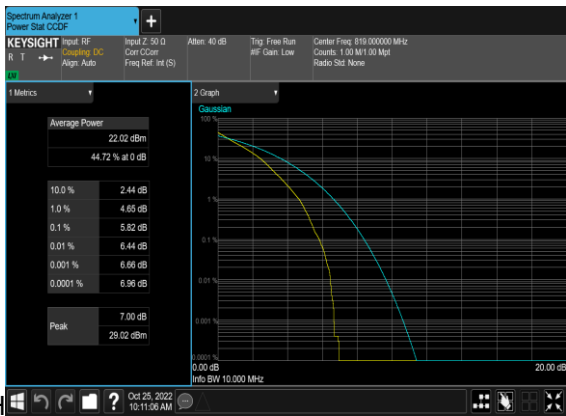 Spectrum Analyzer 1
Power Stat CCDF
KEYSIGHT
R T
LXI
Input: RF
Coupling: DC
Align: Auto
Input Z: 50 Ω
Corr CCorr
Freq Ref: Int (S)
Atten: 40 dB
Trig: Free Run
#IF Gain: Low
Center Freq: 819.000000 MHz
Counts: 1.00 M/1.00 Mpt
Radio Std: None
1 Metrics
Average Power
22.02 dBm
44.72 % at 0 dB
10.0 % 2.44 dB
1.0 % 4.65 dB
0.1 % 5.82 dB
0.01 % 6.44 dB
0.001 % 6.66 dB
0.0001 % 6.96 dB
Peak
7.00 dB
29.02 dBm
2 Graph
Gaussian
100 %
10 %
1 %
0.1 %
0.01 %
0.001 %
0.0001 %
0.00 dB 20.00 dB
Info BW 10.000 MHz
?
Oct 25, 2022
10:11:06 AM